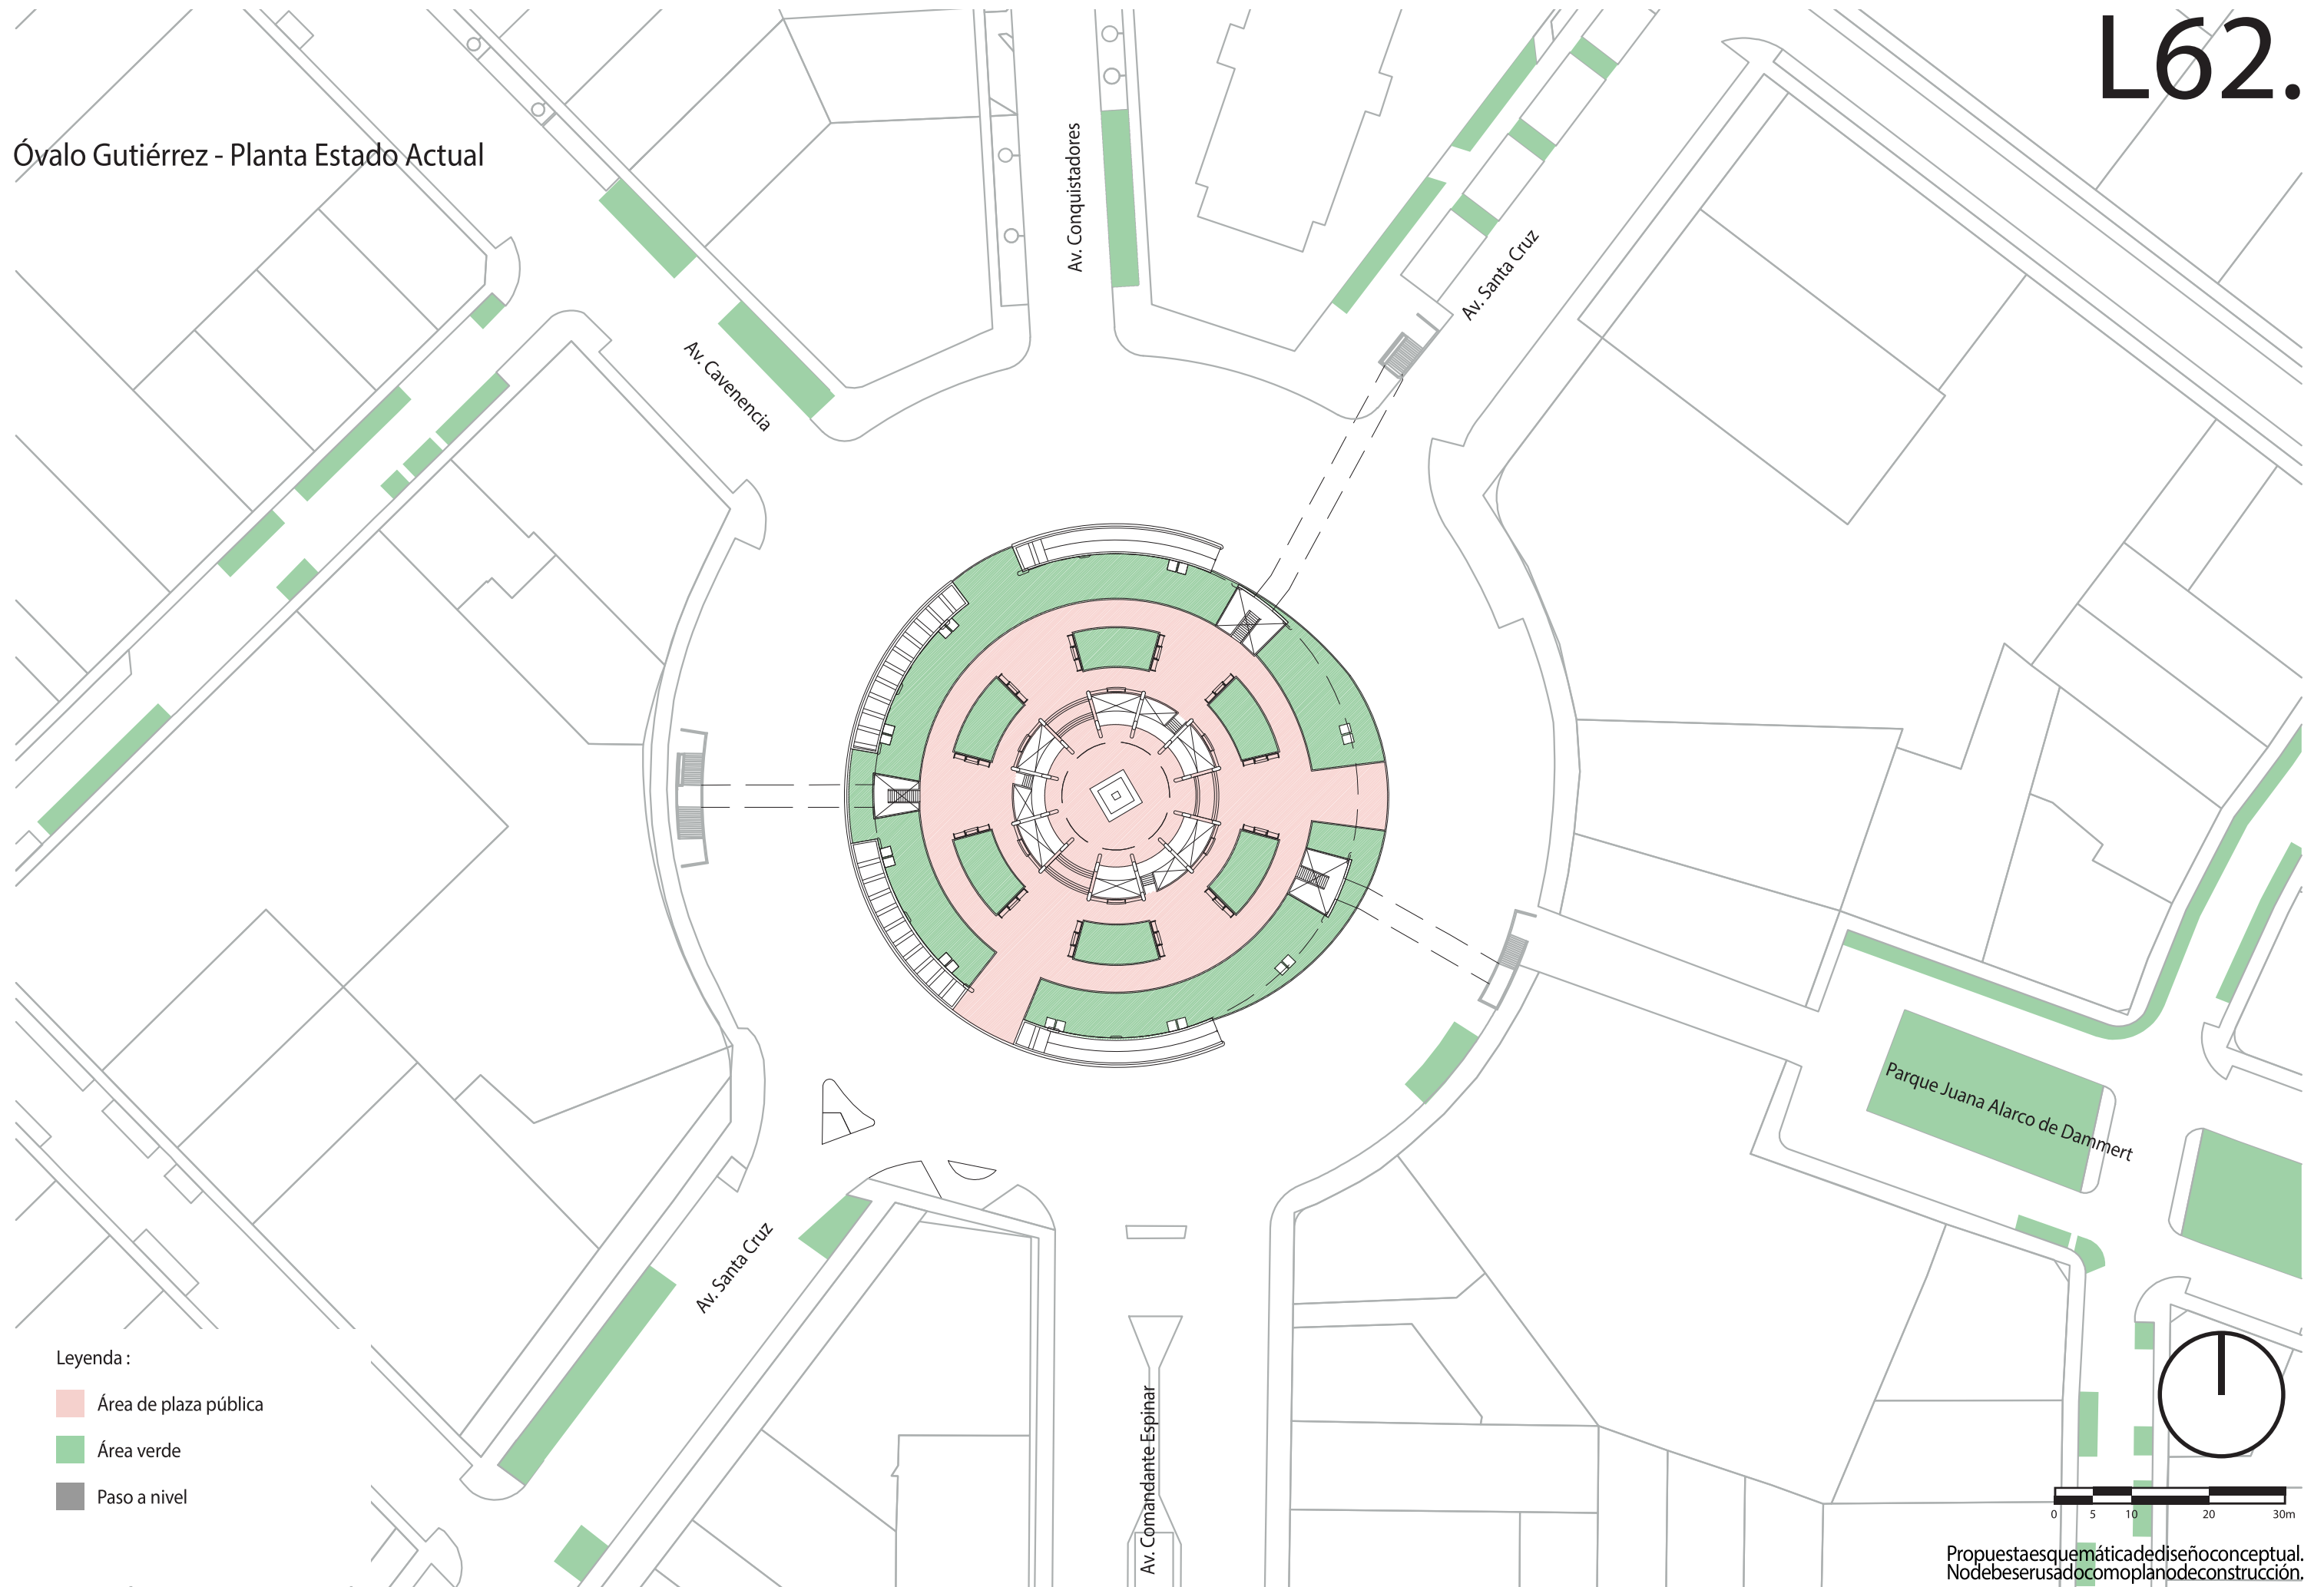 L62.
Óvalo Gutiérrez - Planta Estado Actual
Av. Conquistadores
Av. Santa Cruz
Av. Cavenencia
Parque Juana Alarco de Dammert
Av. Santa Cruz
Av. Comandante Espinar
Leyenda :
Área de plaza pública
Área verde
Paso a nivel
0 5 10 20 30m
Propuestaesquemáticadediseñoconceptual.
Nodebeserusadocomoplanodeconstrucción.